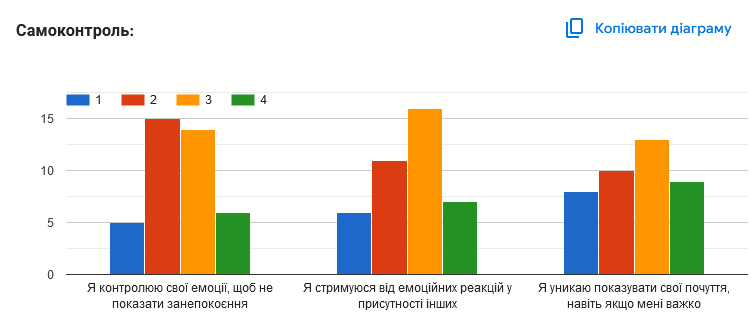 Самоконтроль:
Копіювати діаграму
1 2 3 4
15
10
5
0
Я контролюю свої емоції, щоб не
показати занепокоєння
Я стримуюся від емоційних реакцій у
присутності інших
Я уникаю показувати свої почуття,
навіть якщо мені важко